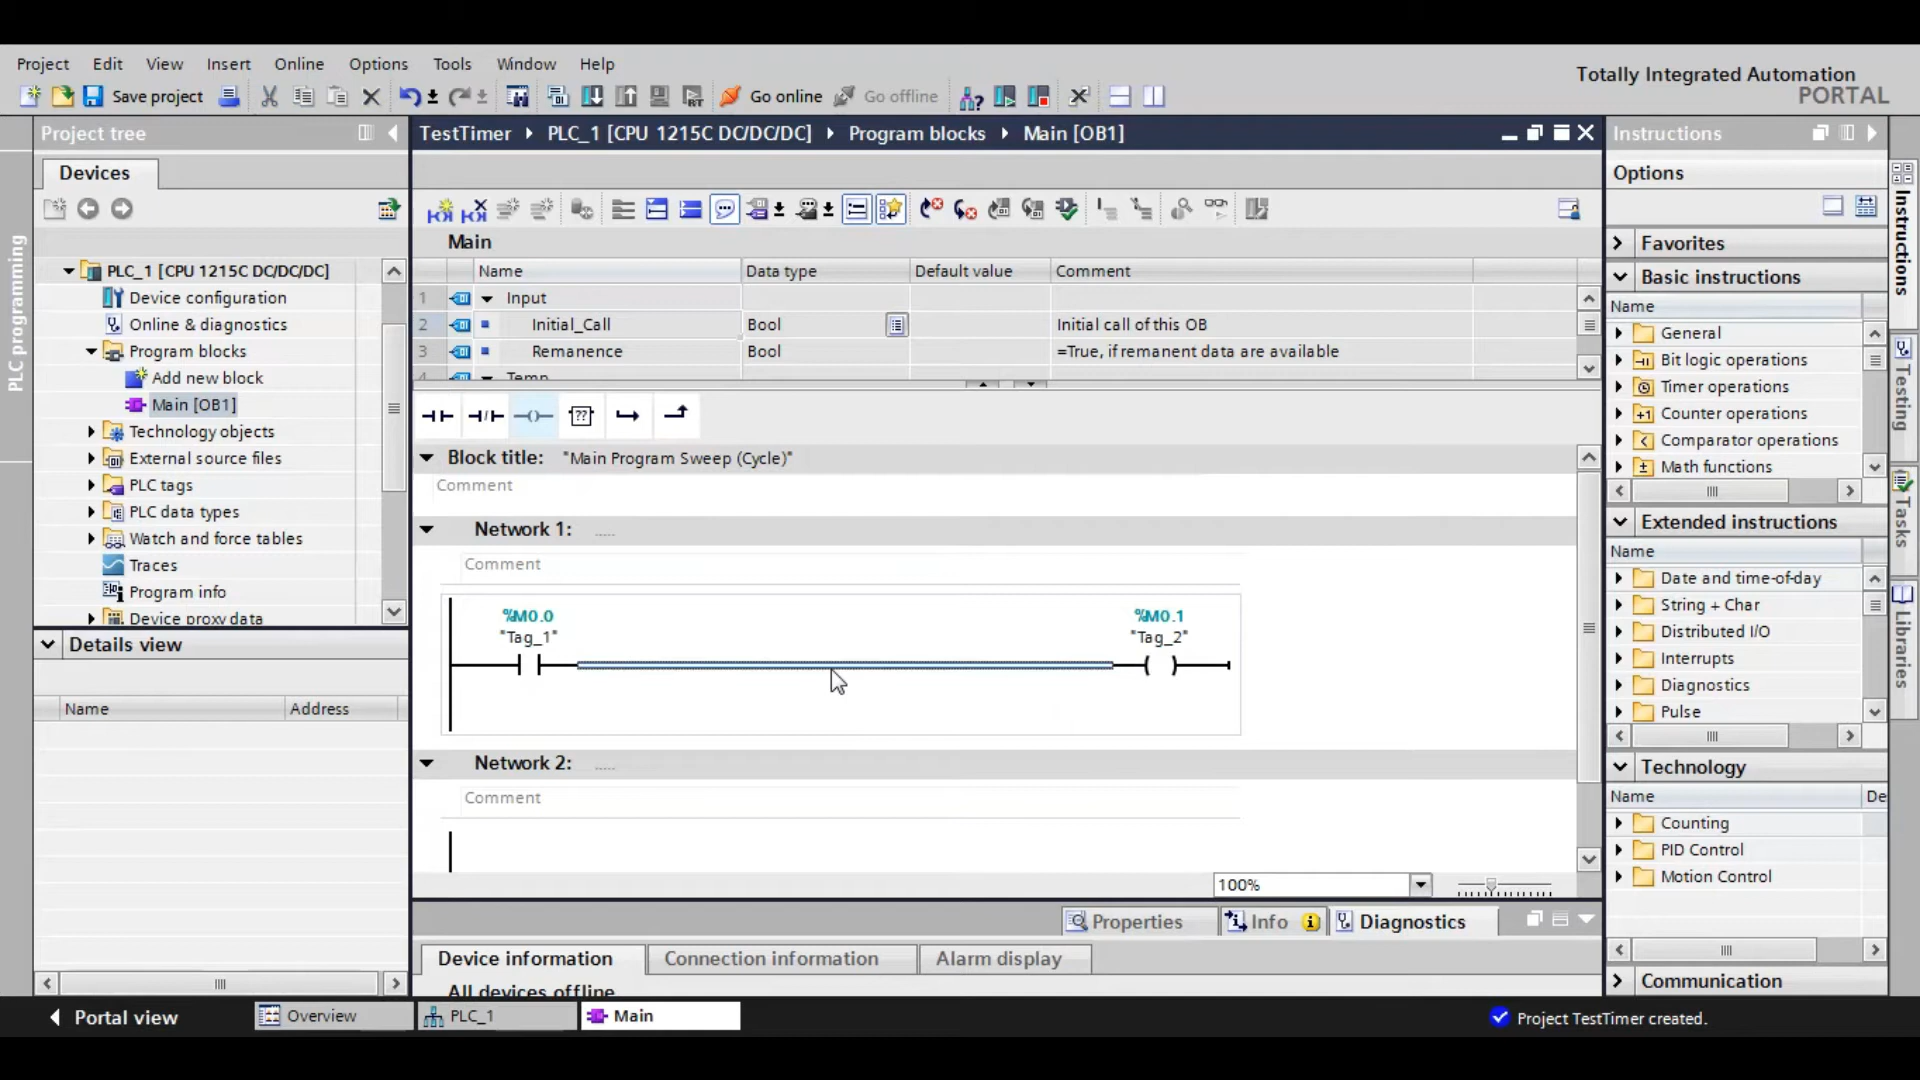 Project Edit View Insert Online Options Tools Window Help
Totally Integrated Automation
PORTAL
Save project Go online Go offline
Project tree
TestTimer PLC_1 [CPU 1215C DC/DC/DC] Program blocks Main [OB1]
Instructions
Devices
Options
PLC programming
Main
Name Data type Default value Comment
1 Input
2 Initial_Call Bool Initial call of this OB
3 Remanence Bool =True, if remanent data are available
PLC_1 [CPU 1215C DC/DC/DC]
Device configuration
Online & diagnostics
Program blocks
Add new block
Main [OB1]
Technology objects
External source files
PLC tags
PLC data types
Watch and force tables
Traces
Program info
Device proxy data
Details view
Name Address
??
Block title: "Main Program Sweep (Cycle)"
Comment
Network 1: .....
Comment
%M0.0
"Tag_1"
%M0.1
"Tag_2"
Network 2: .....
Comment
100%
Properties Info Diagnostics
Device information Connection information Alarm display
All devices offline
Favorites
Basic instructions
Name
General
Bit logic operations
Timer operations
Counter operations
Comparator operations
Math functions
Extended instructions
Name
Date and time-of-day
String + Char
Distributed I/O
Interrupts
Diagnostics
Pulse
Technology
Name De
Counting
PID Control
Motion Control
Communication
Instructions
Testing
Tasks
Libraries
Portal view Overview PLC_1 Main
Project TestTimer created.